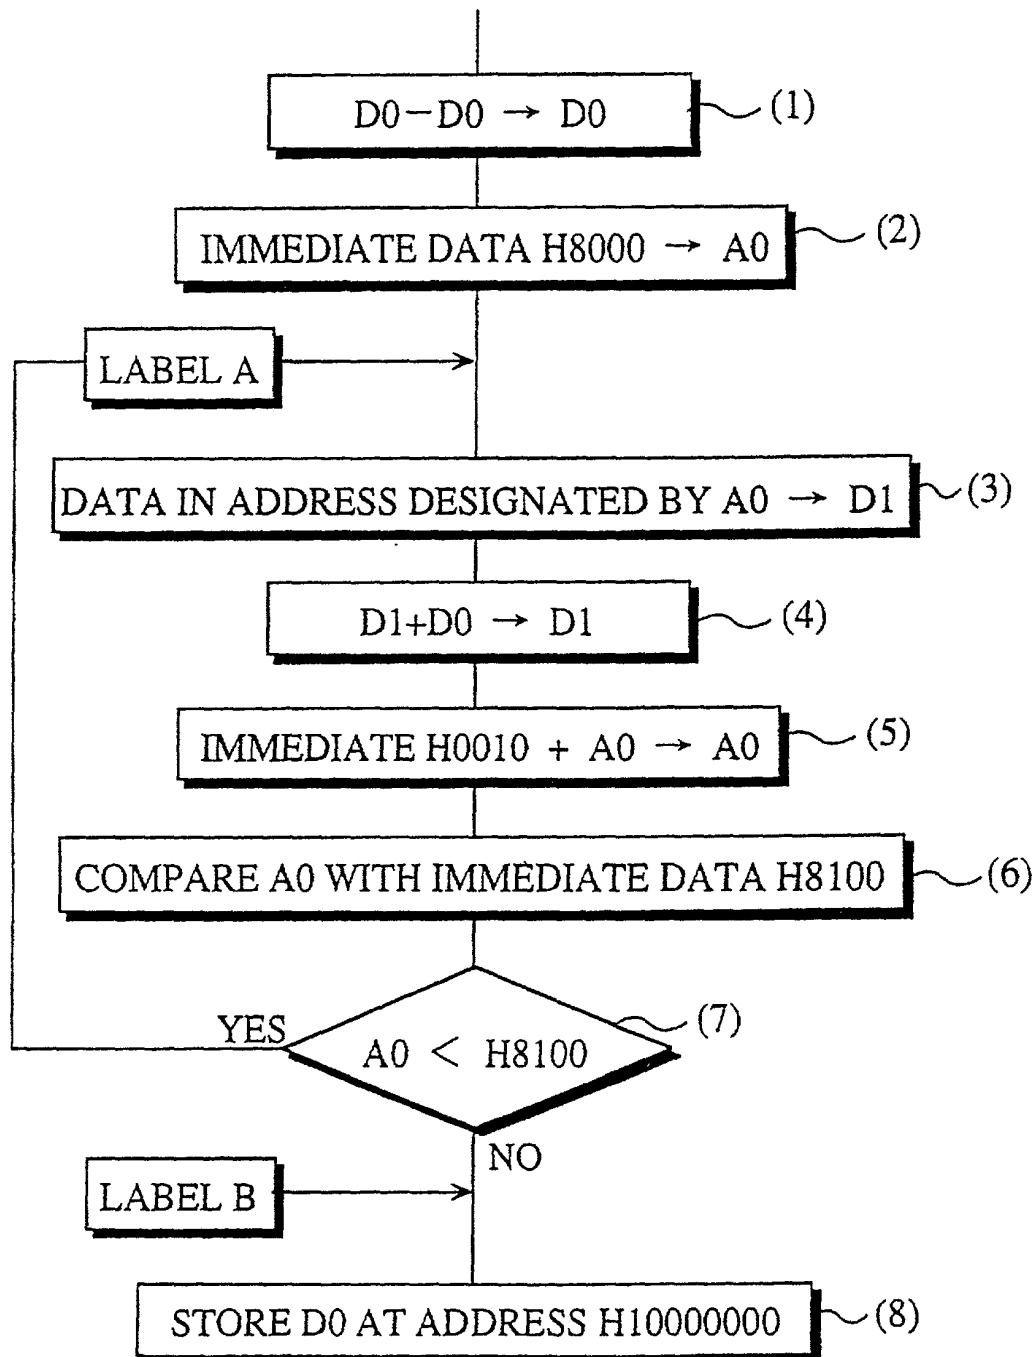 D0－D0 → D0
(1)
IMMEDIATE DATA H8000 → A0
(2)
LABEL A
DATA IN ADDRESS DESIGNATED BY A0 → D1
(3)
D1+D0 → D1
(4)
IMMEDIATE H0010 + A0 → A0
(5)
COMPARE A0 WITH IMMEDIATE DATA H8100
(6)
YES
A0 < H8100
(7)
NO
LABEL B
STORE D0 AT ADDRESS H10000000
(8)